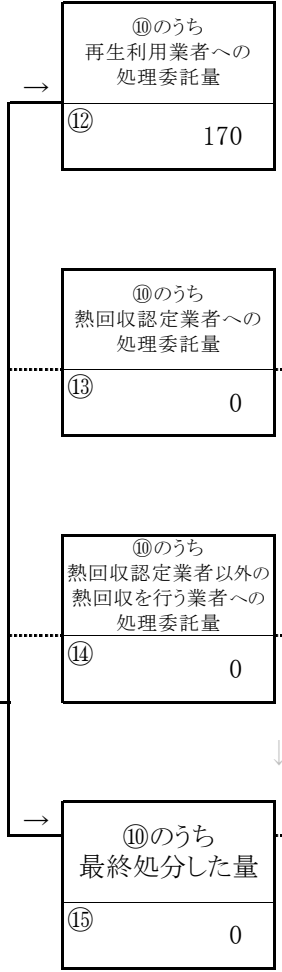 ⑩のうち
再生利用業者への
処理委託量
→
⑫
170
⑩のうち
熱回収認定業者への
処理委託量
⑬
0
⑩のうち
熱回収認定業者以外の
熱回収を行う業者への
処理委託量
⑭
0
↓
→
⑩のうち
最終処分した量
⑮
0